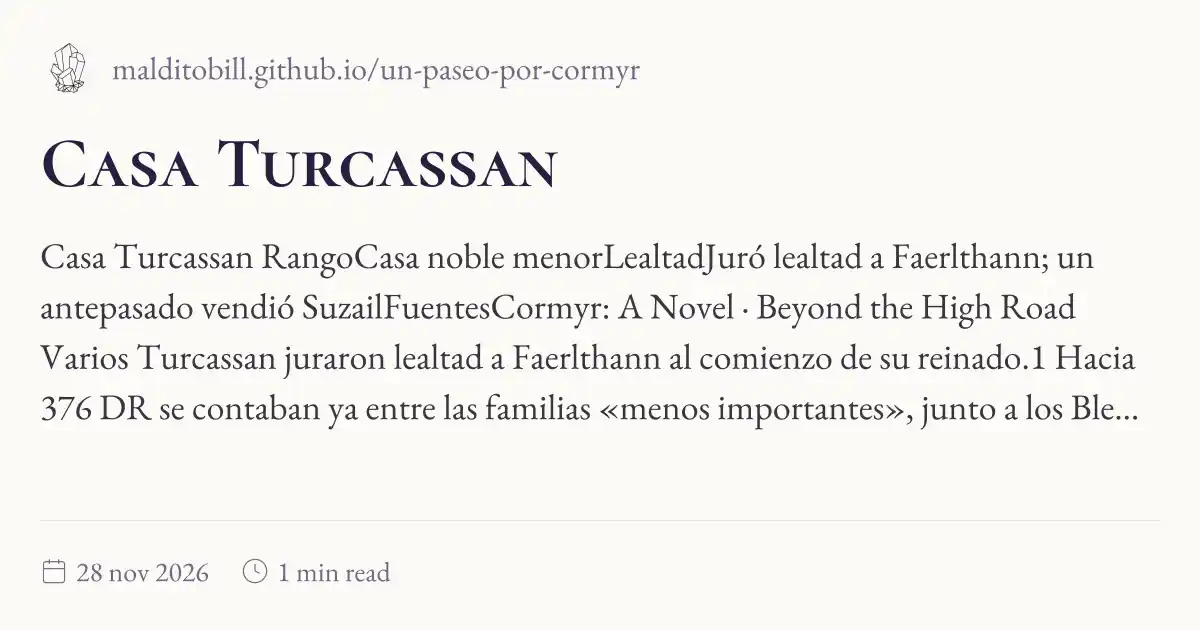 malditobill.github.io/un-paseo-por-cormyr
Casa Turcassan
Casa Turcassan RangoCasa noble menorLealtadJuró lealtad a Faerlthann; un
antepasado vendió SuzailFuentesCormyr: A Novel · Beyond the High Road
Varios Turcassan juraron lealtad a Faerlthann al comienzo de su reinado.1 Hacia
376 DR se contaban ya entre las familias «menos importantes», junto a los Ble...
28 nov 2026
1 min read